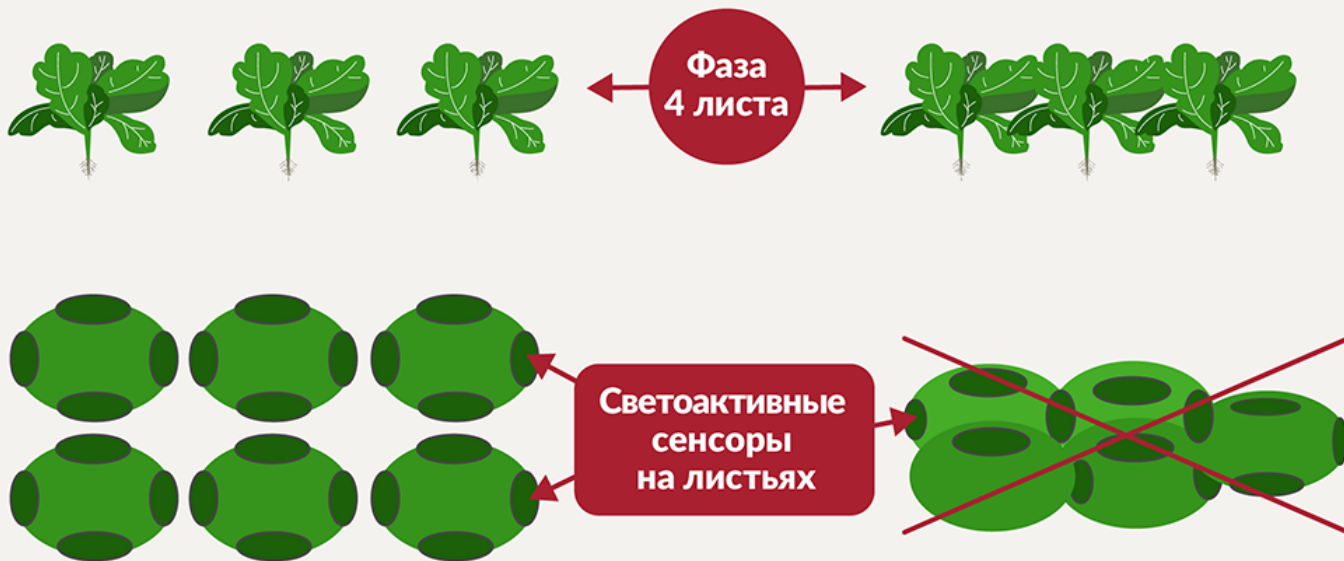 Фаза
4 листа
Светоактивные
сенсоры
на листьях